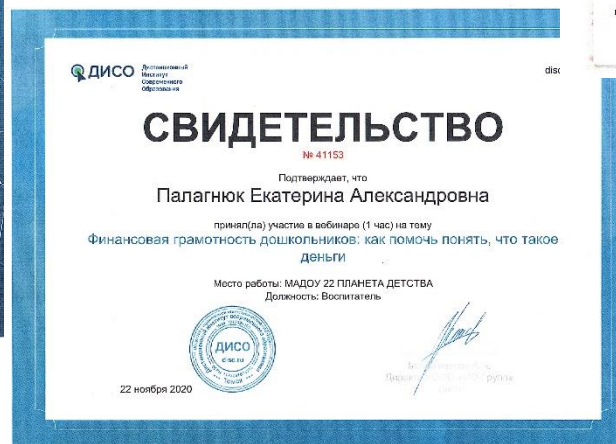 ДИСО
Дистанционный
Институт
Современного
Образования
СВИДЕТЕЛЬСТВО
№ 41153
Подтверждает, что
Палагнюк Екатерина Александровна
принял(ла) участие в вебинаре (1 час) на тему
Финансовая грамотность дошкольников: как помочь понять, что такое
деньги
Место работы: МАДОУ 22 ПЛАНЕТА ДЕТСТВА
Должность: Воспитатель
ДИСО
diso.ru
22 ноября 2020